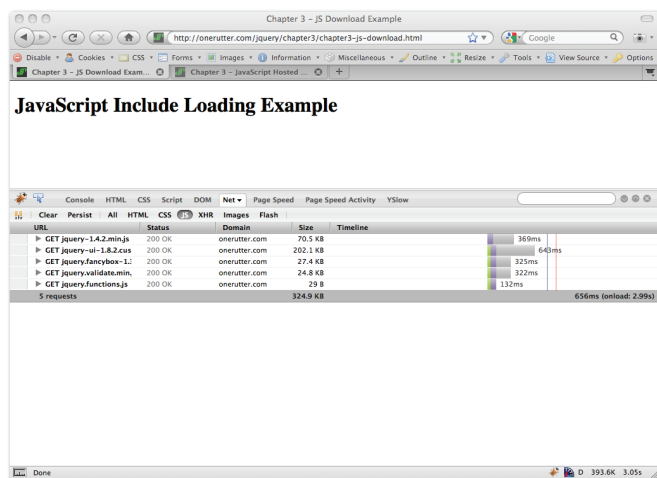 Chapter 3 – JS Download Example
http://onerutter.com/jquery/chapter3/chapter3-js-download.html Google
Disable Cookies CSS Forms Images Information Miscellaneous Outline Resize Tools View Source Options
Chapter 3 – JS Download Exam... Chapter 3 – JavaScript Hosted ...
JavaScript Include Loading Example
Console HTML CSS Script DOM Net Page Speed Page Speed Activity YSlow
Clear Persist All HTML CSS JS XHR Images Flash
URL Status Domain Size Timeline
GET jquery-1.4.2.min.js 200 OK onerutter.com 70.5 KB 369ms
GET jquery-ui-1.8.2.cus 200 OK onerutter.com 202.1 KB 643ms
GET jquery.fancybox-1.: 200 OK onerutter.com 27.4 KB 325ms
GET jquery.validate.min. 200 OK onerutter.com 24.8 KB 322ms
GET jquery.functions.js 200 OK onerutter.com 29 B 132ms
5 requests 324.9 KB 656ms (onload: 2.99s)
Done D 393.6K 3.05s